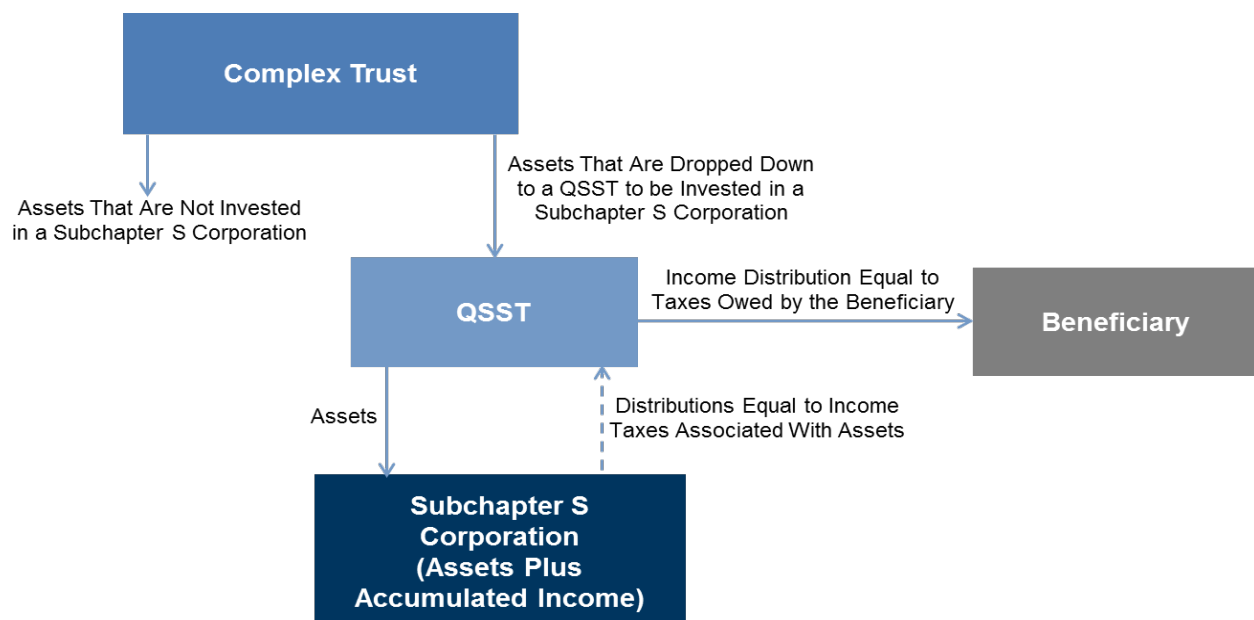 Complex Trust
Assets That Are Dropped Down
to a QSST to be Invested in a
Subchapter S Corporation
Assets That Are Not Invested
in a Subchapter S Corporation
QSST
Income Distribution Equal to
Taxes Owed by the Beneficiary
Beneficiary
Assets
Distributions Equal to Income
Taxes Associated With Assets
Subchapter S
Corporation
(Assets Plus
Accumulated Income)